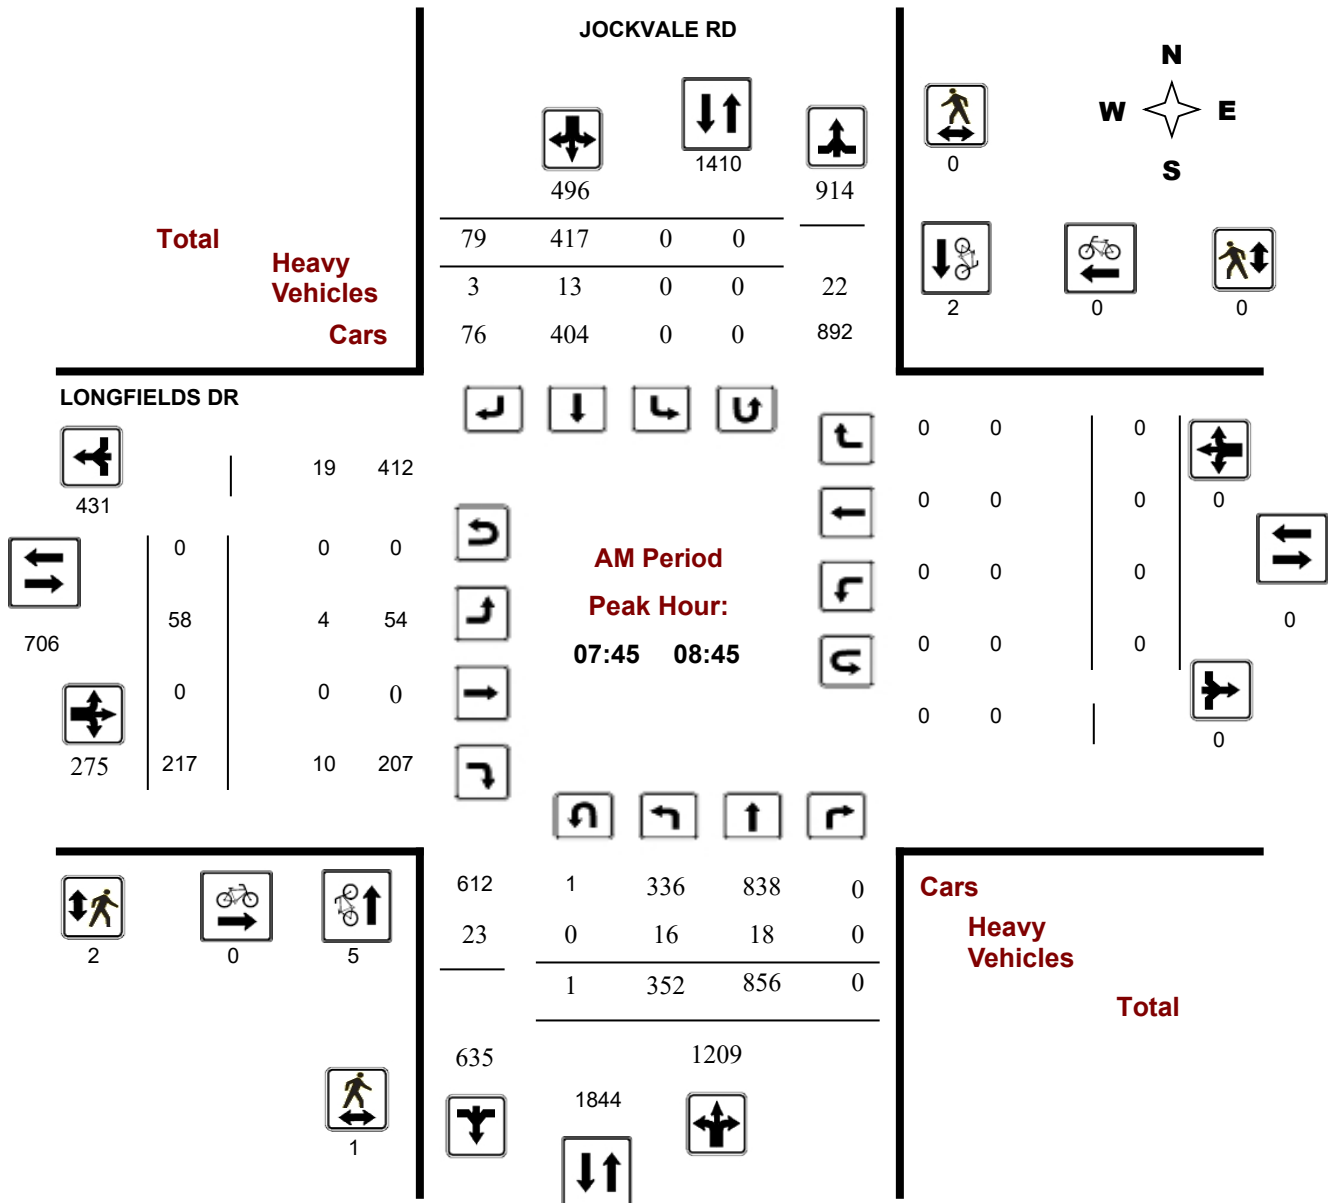 JOCKVALE RD
N
W E
S
1410
0
496
914
Total
79 417 0 0
Heavy
Vehicles
3 13 0 0 22
2 0 0
Cars
76 404 0 0 892
LONGFIELDS DR
0 0 0
19 412
431
0 0 0 0
0 0 0
AM Period
0 0 0
Peak Hour:
58 4 54
706
0
07:45 08:45
0 0 0
0 0 0
0 0
0
275 217 10 207
612 1 336 838 0
Cars
23 0 16 18 0
Heavy
Vehicles
2 0 5
1 352 856 0
Total
635 1209
1844
1